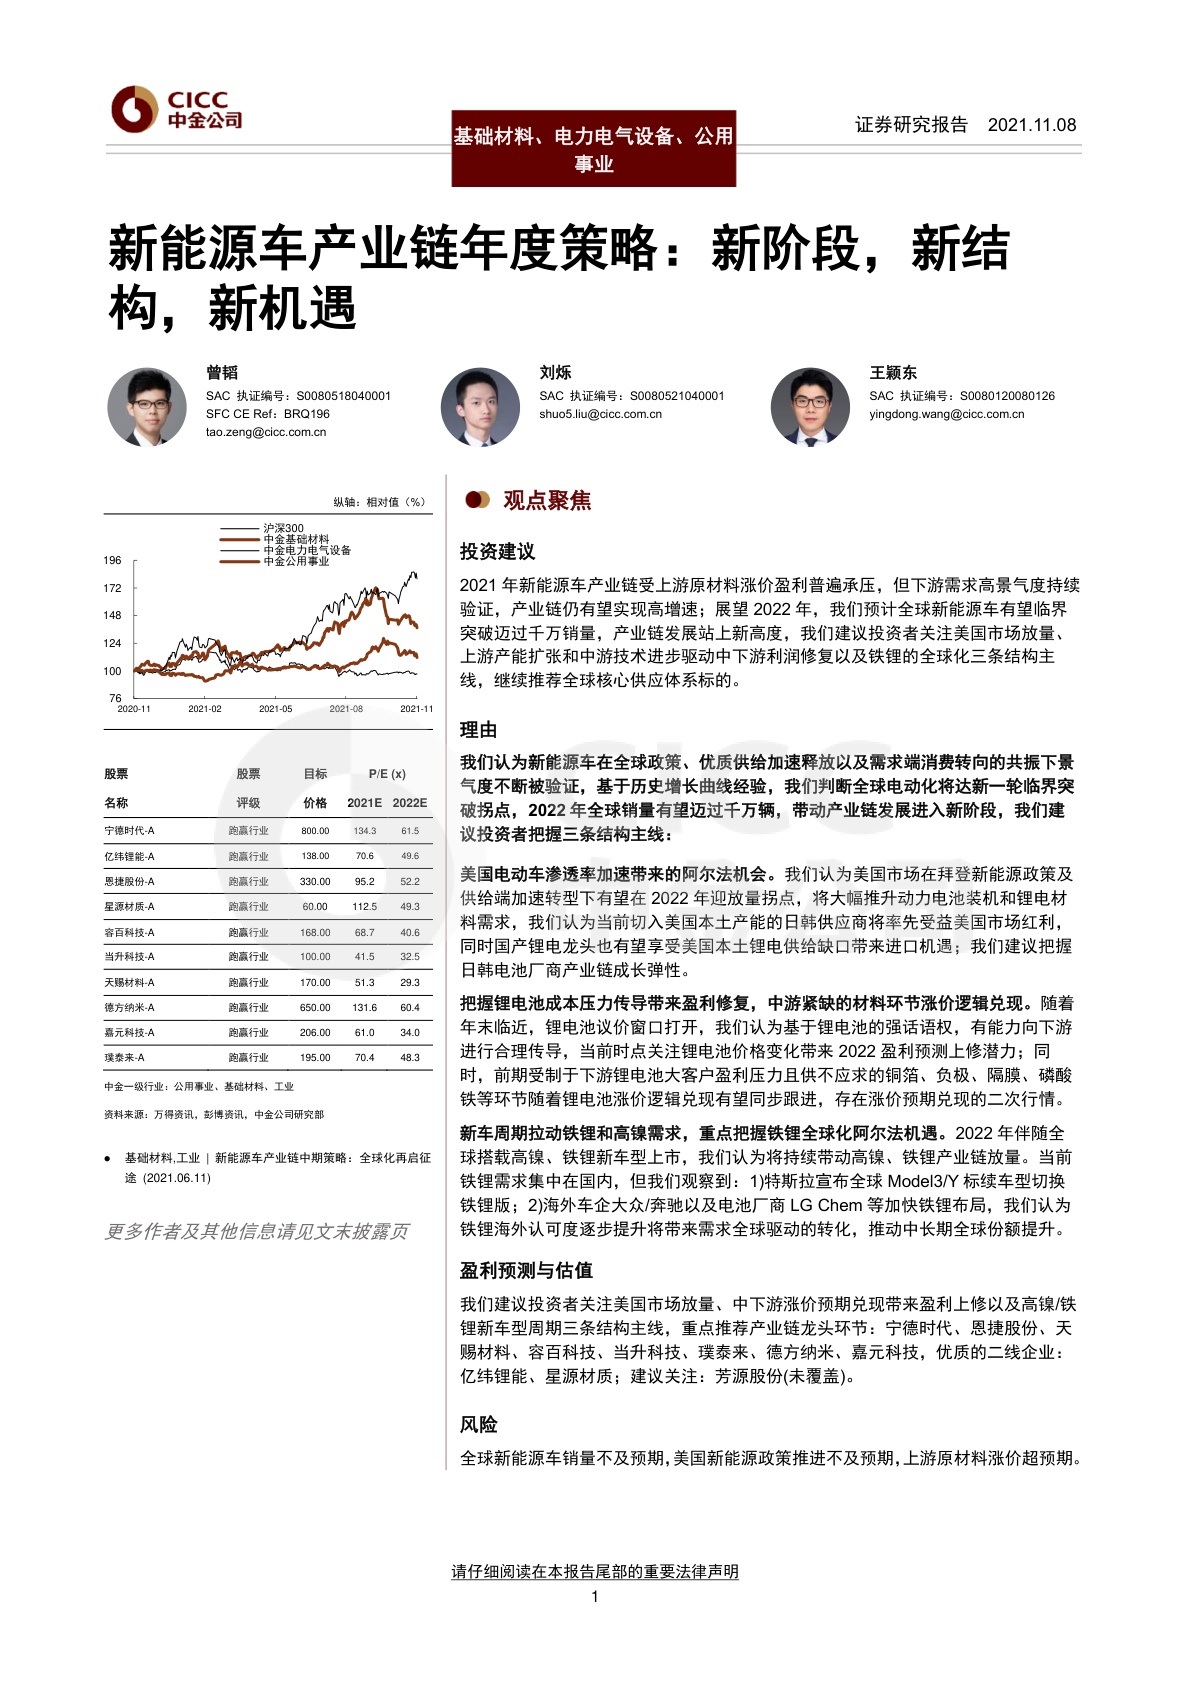 CICC
中金公司
基础材料、电力电气设备、公用
事业
证券研究报告 2021.11.08
新能源车产业链年度策略：新阶段，新结
构，新机遇
曾韬
SAC 执证编号：S0080518040001
SFC CE Ref：BRQ196
tao.zeng@cicc.com.cn
刘烁
SAC 执证编号：S0080521040001
shuo5.liu@cicc.com.cn
王颖东
SAC 执证编号：S0080120080126
yingdong.wang@cicc.com.cn
纵轴：相对值（%）
沪深300
中金基础材料
中金电力电气设备
中金公用事业
196
172
148
124
100
76
2020-11 2021-02 2021-05 2021-08 2021-11
股票 股票 目标 P/E (x)
名称 评级 价格 2021E 2022E
宁德时代-A 跑赢行业 800.00 134.3 61.5
亿纬锂能-A 跑赢行业 138.00 70.6 49.6
恩捷股份-A 跑赢行业 330.00 95.2 52.2
星源材质-A 跑赢行业 60.00 112.5 49.3
容百科技-A 跑赢行业 168.00 68.7 40.6
当升科技-A 跑赢行业 100.00 41.5 32.5
天赐材料-A 跑赢行业 170.00 51.3 29.3
德方纳米-A 跑赢行业 650.00 131.6 60.4
嘉元科技-A 跑赢行业 206.00 61.0 34.0
璞泰来-A 跑赢行业 195.00 70.4 48.3
中金一级行业：公用事业、基础材料、工业
资料来源：万得资讯，彭博资讯，中金公司研究部
● 基础材料,工业 | 新能源车产业链中期策略：全球化再启征
途 (2021.06.11)
更多作者及其他信息请见文末披露页
观点聚焦
投资建议
2021 年新能源车产业链受上游原材料涨价盈利普遍承压，但下游需求高景气度持续
验证，产业链仍有望实现高增速；展望 2022 年，我们预计全球新能源车有望临界
突破迈过千万销量，产业链发展站上新高度，我们建议投资者关注美国市场放量、
上游产能扩张和中游技术进步驱动中下游利润修复以及铁锂的全球化三条结构主
线，继续推荐全球核心供应体系标的。
理由
我们认为新能源车在全球政策、优质供给加速释放以及需求端消费转向的共振下景
气度不断被验证，基于历史增长曲线经验，我们判断全球电动化将达新一轮临界突
破拐点，2022 年全球销量有望迈过千万辆，带动产业链发展进入新阶段，我们建
议投资者把握三条结构主线：
美国电动车渗透率加速带来的阿尔法机会。我们认为美国市场在拜登新能源政策及
供给端加速转型下有望在 2022 年迎放量拐点，将大幅推升动力电池装机和锂电材
料需求，我们认为当前切入美国本土产能的日韩供应商将率先受益美国市场红利，
同时国产锂电龙头也有望享受美国本土锂电供给缺口带来进口机遇；我们建议把握
日韩电池厂商产业链成长弹性。
把握锂电池成本压力传导带来盈利修复，中游紧缺的材料环节涨价逻辑兑现。随着
年末临近，锂电池议价窗口打开，我们认为基于锂电池的强话语权，有能力向下游
进行合理传导，当前时点关注锂电池价格变化带来 2022 盈利预测上修潜力；同
时，前期受制于下游锂电池大客户盈利压力且供不应求的铜箔、负极、隔膜、磷酸
铁等环节随着锂电池涨价逻辑兑现有望同步跟进，存在涨价预期兑现的二次行情。
新车周期拉动铁锂和高镍需求，重点把握铁锂全球化阿尔法机遇。2022 年伴随全
球搭载高镍、铁锂新车型上市，我们认为将持续带动高镍、铁锂产业链放量。当前
铁锂需求集中在国内，但我们观察到：1)特斯拉宣布全球 Model3/Y 标续车型切换
铁锂版；2)海外车企大众/奔驰以及电池厂商 LG Chem 等加快铁锂布局，我们认为
铁锂海外认可度逐步提升将带来需求全球驱动的转化，推动中长期全球份额提升。
盈利预测与估值
我们建议投资者关注美国市场放量、中下游涨价预期兑现带来盈利上修以及高镍/铁
锂新车型周期三条结构主线，重点推荐产业链龙头环节：宁德时代、恩捷股份、天
赐材料、容百科技、当升科技、璞泰来、德方纳米、嘉元科技，优质的二线企业：
亿纬锂能、星源材质；建议关注：芳源股份(未覆盖)。
风险
全球新能源车销量不及预期，美国新能源政策推进不及预期，上游原材料涨价超预期。
请仔细阅读在本报告尾部的重要法律声明
1